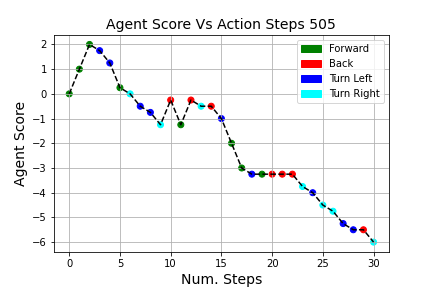 Agent Score Vs Action Steps 505
Forward
Back
Turn Left
Turn Right
2
1
0
−1
−2
−3
−4
−5
−6
Agent Score
0 5 10 15 20 25 30
Num. Steps